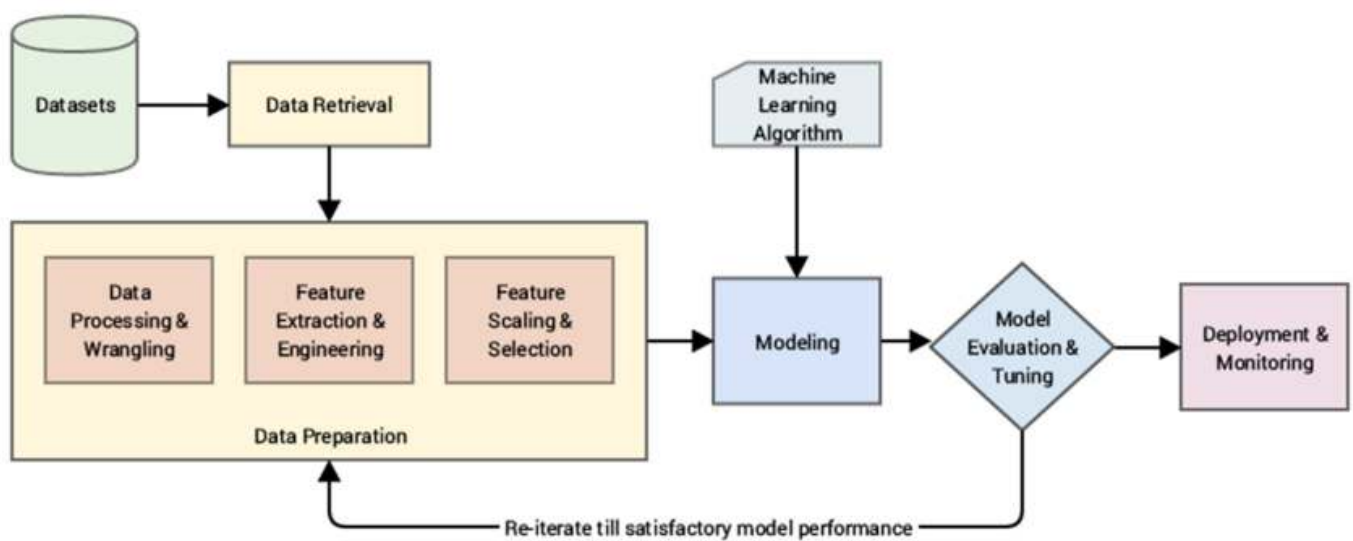 Datasets
Data Retrieval
Machine
Learning
Algorithm
Data
Processing &
Wrangling
Feature
Extraction &
Engineering
Feature
Scaling &
Selection
Data Preparation
Modeling
Model
Evaluation &
Tuning
Deployment &
Monitoring
Re-iterate till satisfactory model performance